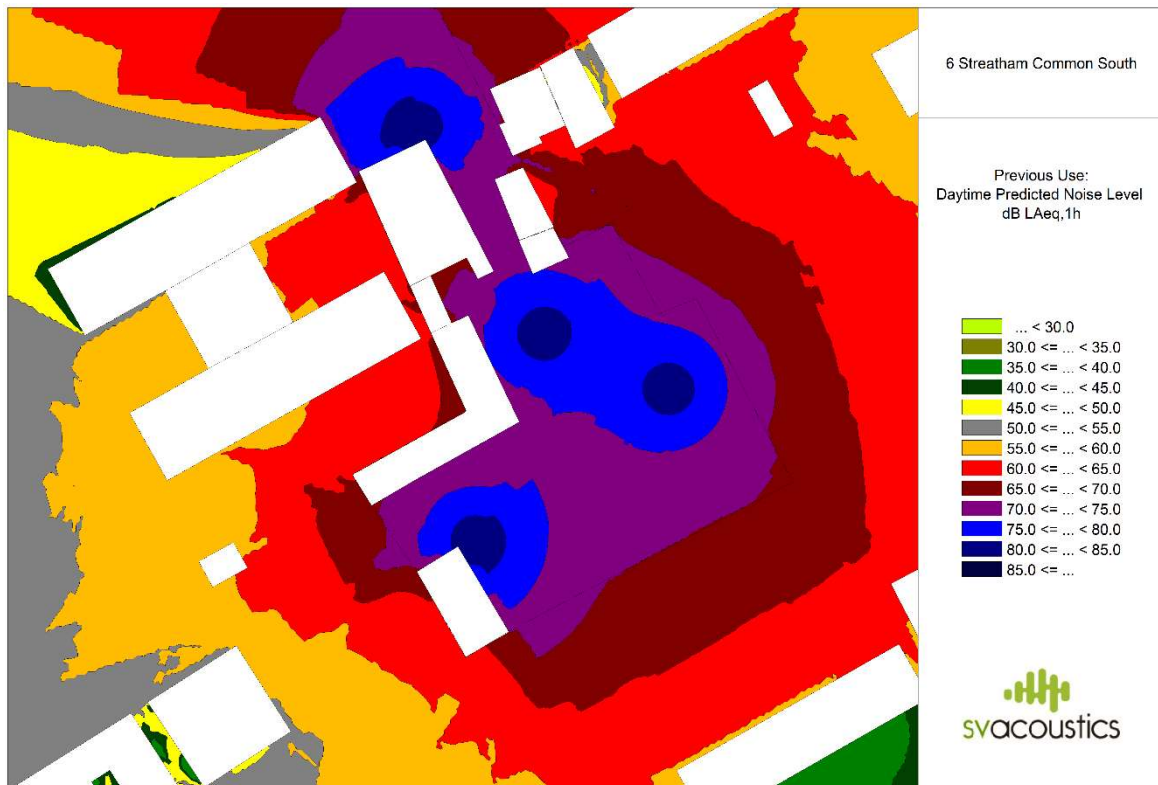 6 Streatham Common South
Previous Use:
Daytime Predicted Noise Level
dB LAeq,1h
... < 30.0
30.0 <= ... < 35.0
35.0 <= ... < 40.0
40.0 <= ... < 45.0
45.0 <= ... < 50.0
50.0 <= ... < 55.0
55.0 <= ... < 60.0
60.0 <= ... < 65.0
65.0 <= ... < 70.0
70.0 <= ... < 75.0
75.0 <= ... < 80.0
80.0 <= ... < 85.0
85.0 <= ...
svacoustics